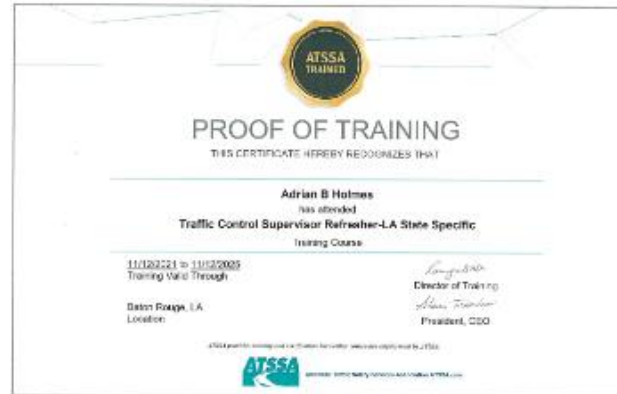 ATSSA
TRAINED
PROOF OF TRAINING
THIS CERTIFICATE HEREBY RECOGNIZES THAT
Adrian B Holmes
has attended
Traffic Control Supervisor Refresher-LA State Specific
Training Course
11/12/2021 to 11/12/2025
Training Valid Through
Director of Training
Baton Rouge, LA
Location
President, CEO
ATSSA